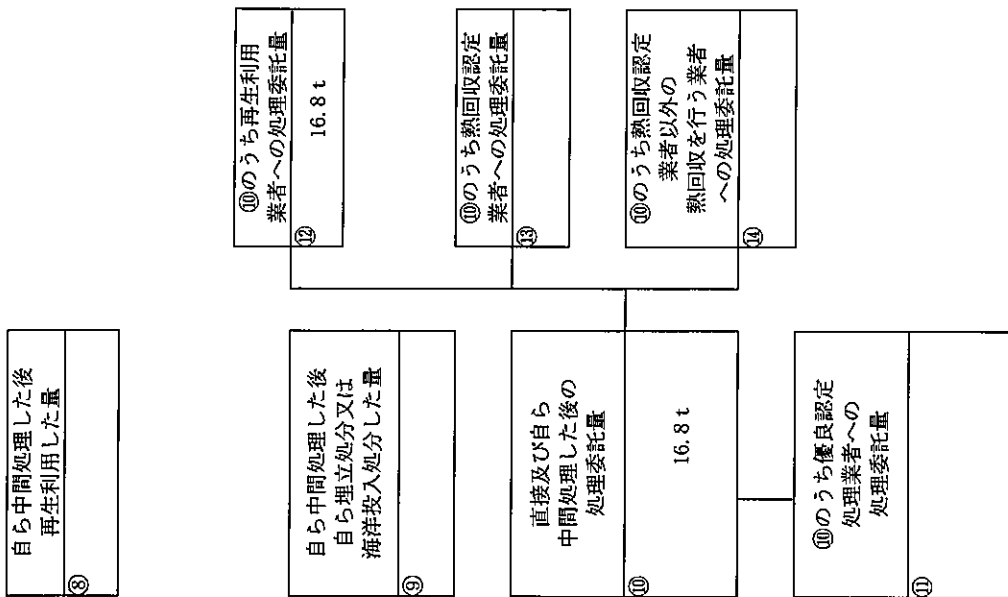 自ら中間処理した後
再生利用した量
⑧
自ら中間処理した後
自ら埋立処分又は
海洋投入処分した量
⑨
直接及び自ら
中間処理した後の
処理委託量
⑩
16.8 t
⑩のうち優良認定
処理業者への
処理委託量
⑪
⑩のうち再生利用
業者への処理委託量
⑫
16.8 t
⑩のうち熱回収認定
業者への処理委託量
⑬
⑩のうち熱回収認定
業者以外の
熱回収を行う業者
への処理委託量
⑭